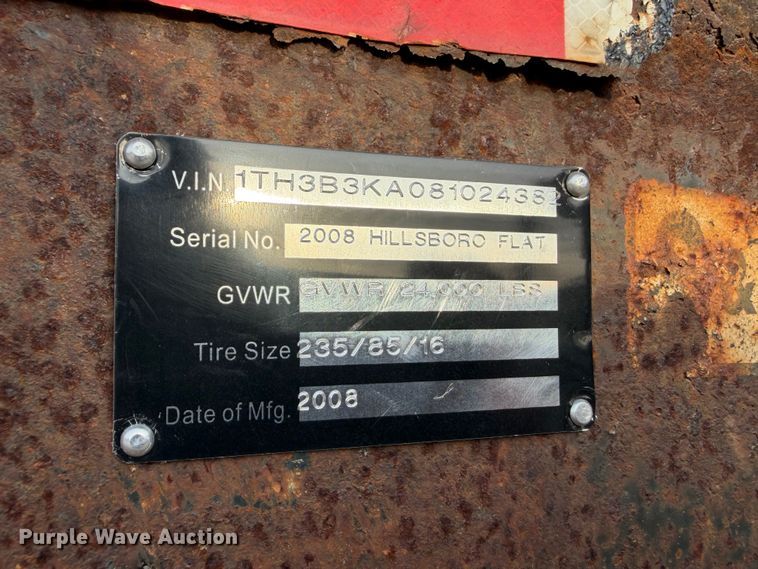 V.I.N. 1TH3B3KA081024382
Serial No. 2008 HILLSBORO FLAT
GVWR GVWR 24,000 LBS
Tire Size 235/85/16
Date of Mfg. 2008
Purple Wave Auction